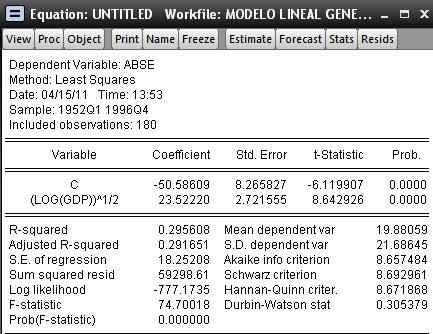 Equation: UNTITLED Workfile: MODELO LINEAL GENE...
View Proc Object Print Name Freeze Estimate Forecast Stats Resids
Dependent Variable: ABSE
Method: Least Squares
Date: 04/15/11 Time: 13:53
Sample: 1952Q1 1996Q4
Included observations: 180
Variable Coefficient Std. Error t-Statistic Prob.
C -50.58609 8.265827 -6.119907 0.0000
(LOG(GDP))^1/2 23.52220 2.721555 8.642926 0.0000
R-squared 0.295608 Mean dependent var 19.88059
Adjusted R-squared 0.291651 S.D. dependent var 21.68645
S.E. of regression 18.25208 Akaike info criterion 8.657484
Sum squared resid 59298.61 Schwarz criterion 8.692961
Log likelihood -777.1735 Hannan-Quinn criter. 8.671868
F-statistic 74.70018 Durbin-Watson stat 0.305379
Prob(F-statistic) 0.000000